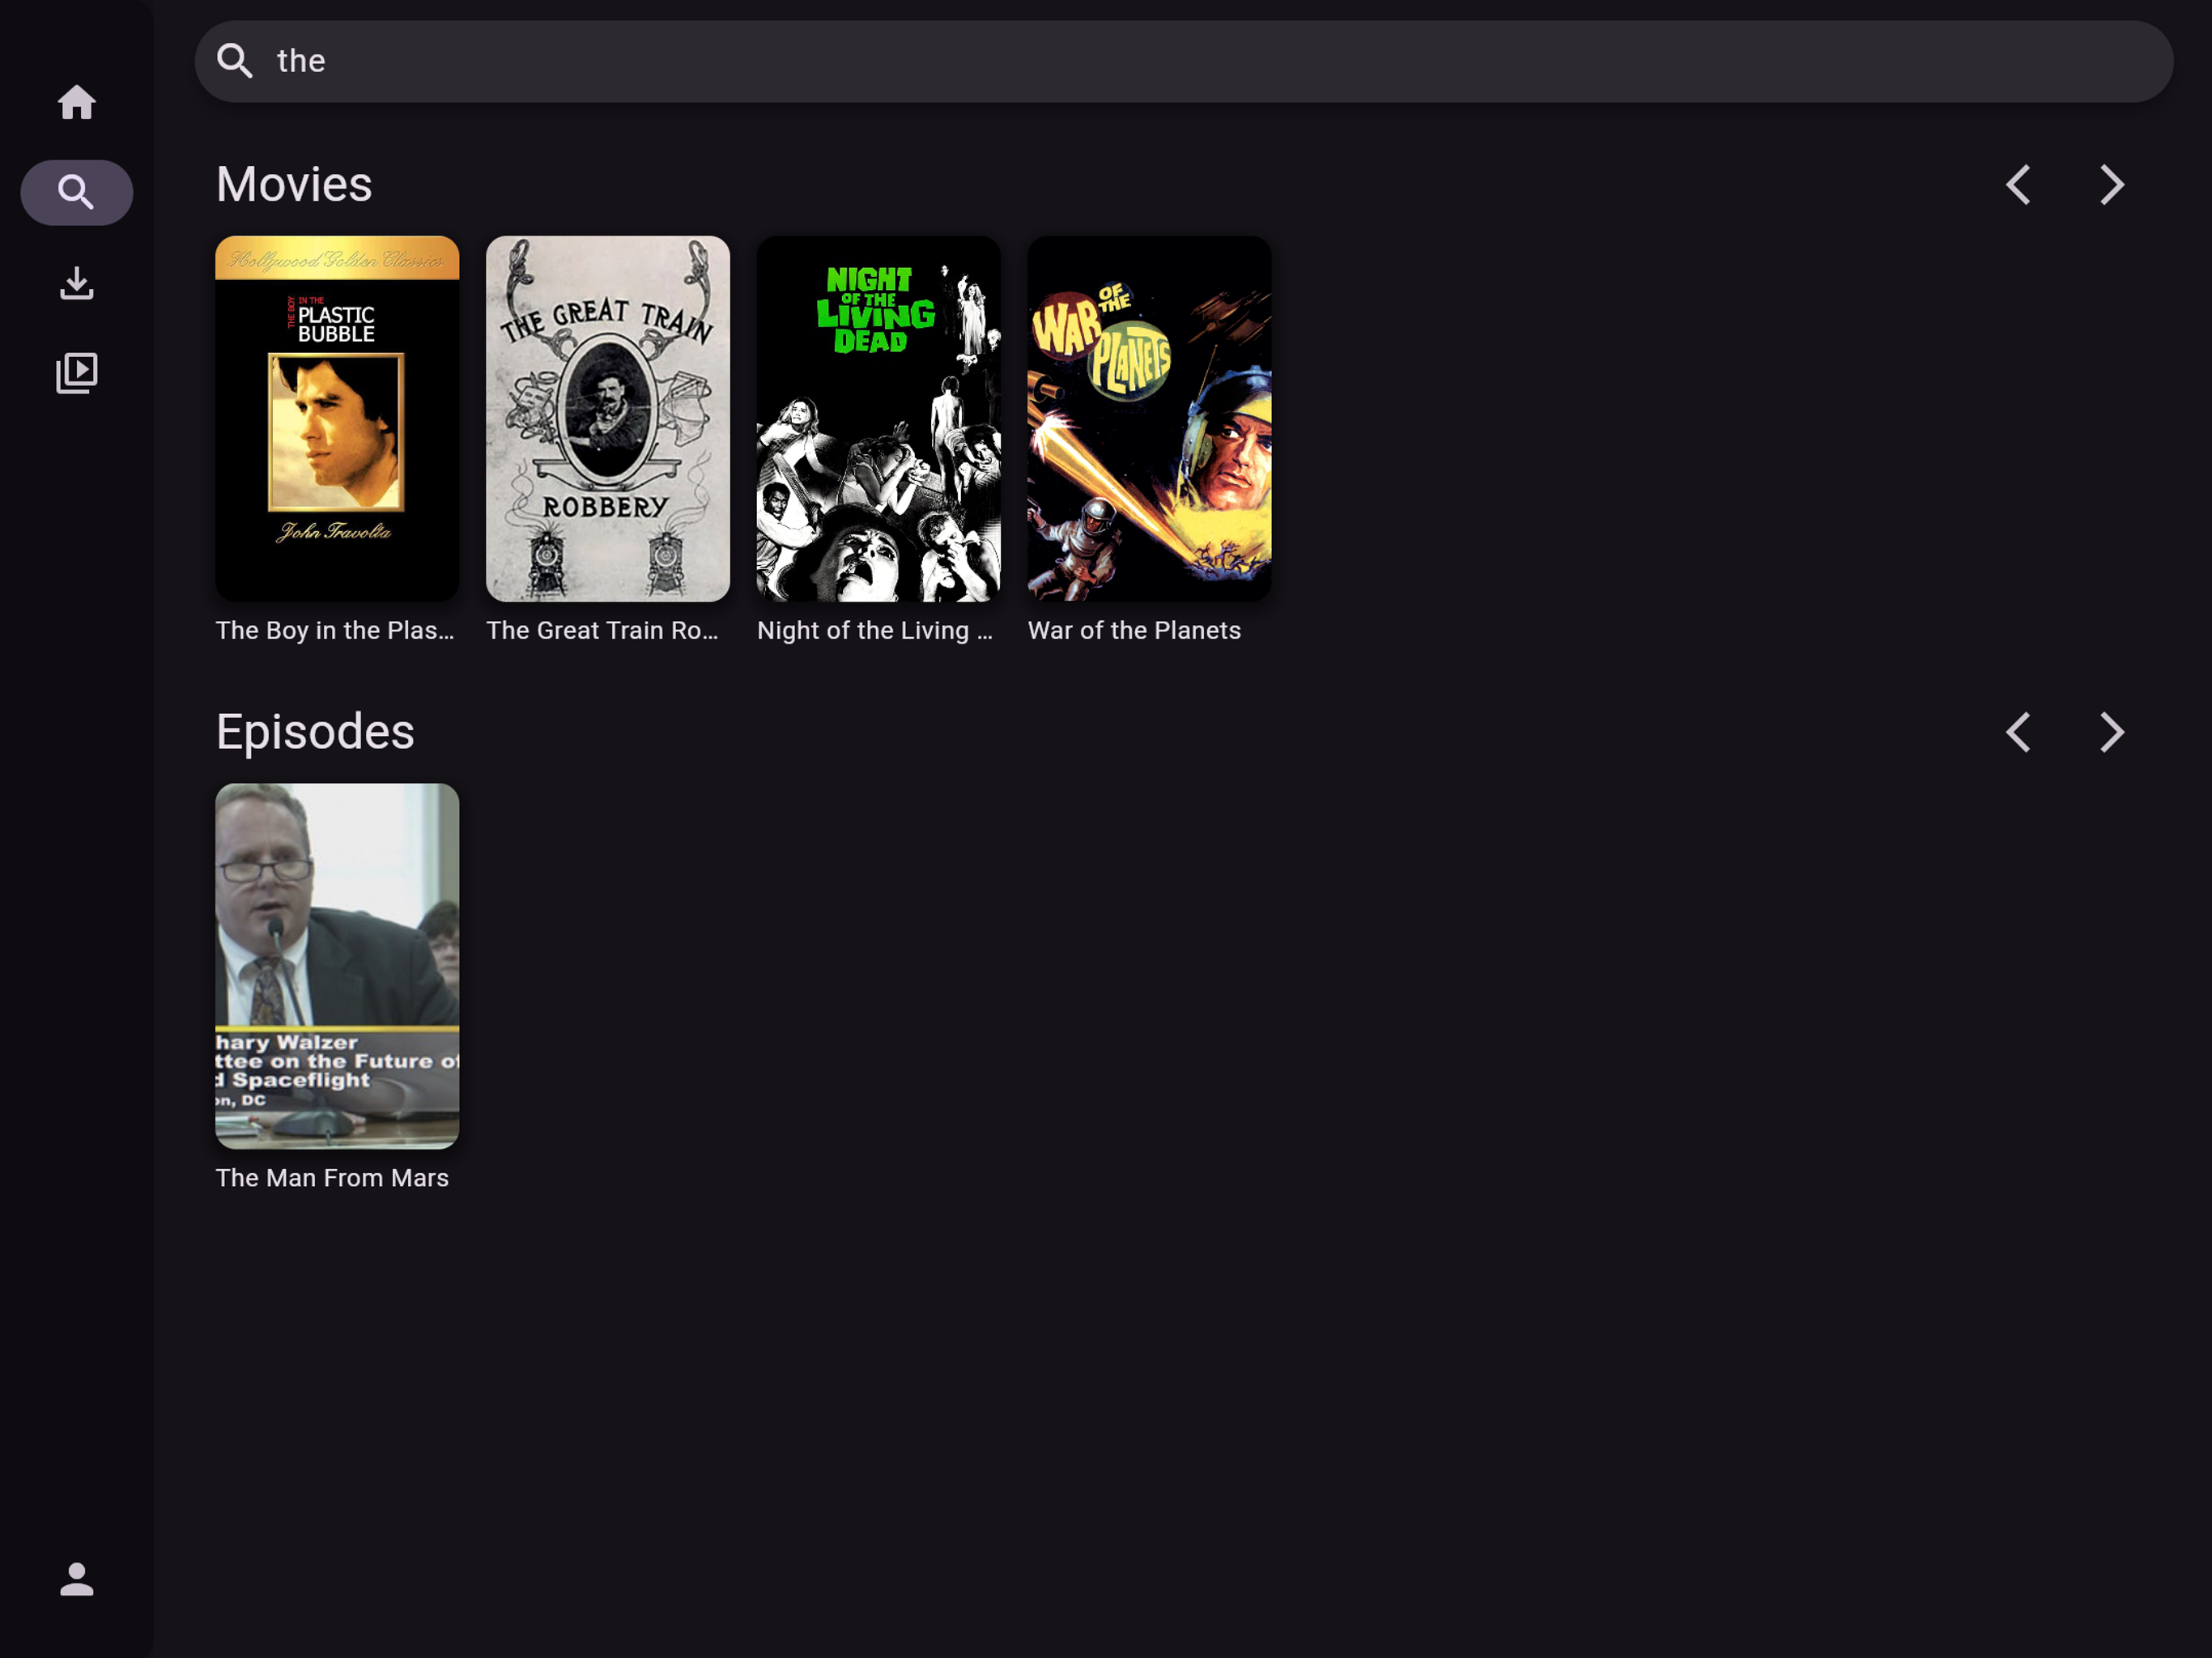 the
Movies
Hollywood Golden Classics
THE BOY
IN THE
PLASTIC
BUBBLE
John Travolta
THE GREAT TRAIN
ROBBERY
NIGHT
OF THE
LIVING
DEAD
WAR
OF
THE
PLANETS
The Boy in the Plas...
The Great Train Ro...
Night of the Living ...
War of the Planets
Episodes
hary Walzer
ttee on the Future of
d Spaceflight
on, DC
The Man From Mars